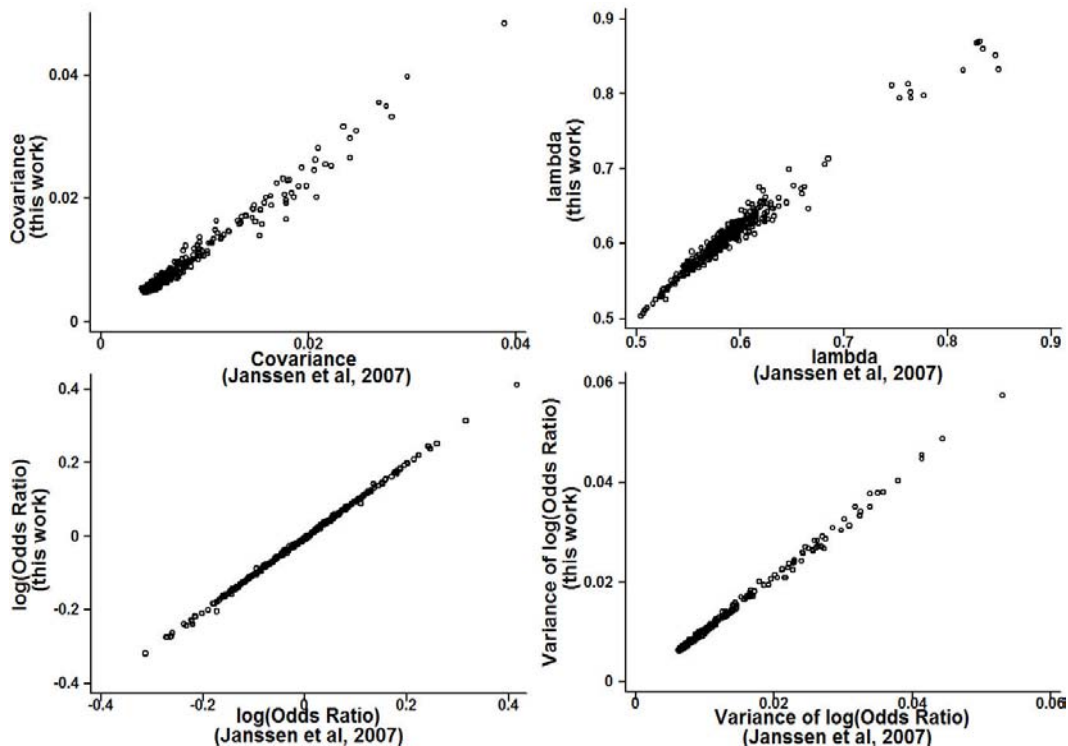 0.04
0.02
0
Covariance
(this work)
0
0.02
0.04
Covariance
(Janssen et al, 2007)
0.9
0.8
0.7
0.6
0.5
lambda
(this work)
0.5
0.6
0.7
0.8
0.9
lambda
(Janssen et al, 2007)
0.4
0.2
0
-0.2
-0.4
log(Odds Ratio)
(this work)
-0.4
-0.2
0
0.2
0.4
log(Odds Ratio)
(Janssen et al, 2007)
0.06
0.04
0.02
0
Variance of log(Odds Ratio)
(this work)
0
0.02
0.04
0.06
Variance of log(Odds Ratio)
(Janssen et al, 2007)